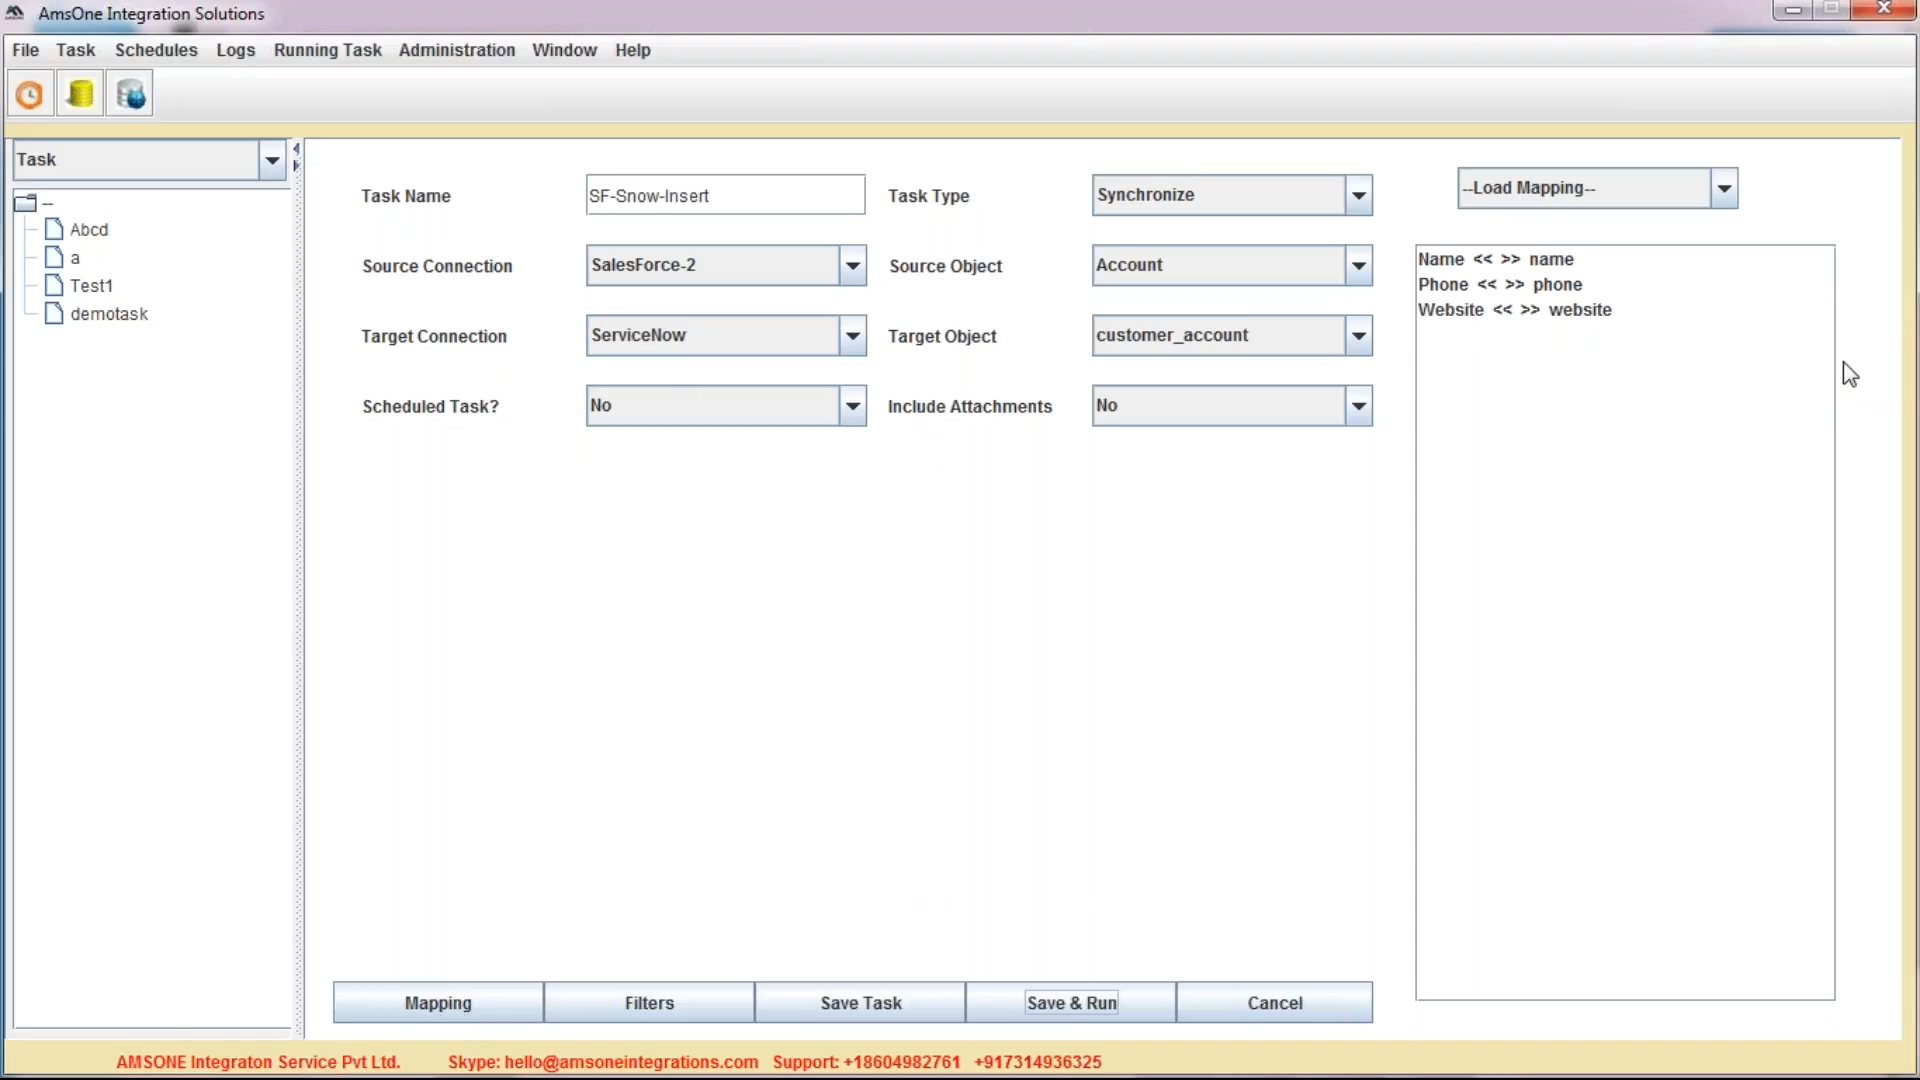 AmsOne Integration Solutions
File Task Schedules Logs Running Task Administration Window Help
Task
--
Abcd
a
Test1
demotask
Task Name SF-Snow-Insert Task Type Synchronize
Source Connection SalesForce-2 Source Object Account
Target Connection ServiceNow Target Object customer_account
Scheduled Task? No Include Attachments No
--Load Mapping--
Name << >> name
Phone << >> phone
Website << >> website
Mapping Filters Save Task Save & Run Cancel
AMSONE Integraton Service Pvt Ltd. Skype: hello@amsoneintegrations.com Support: +18604982761 +917314936325